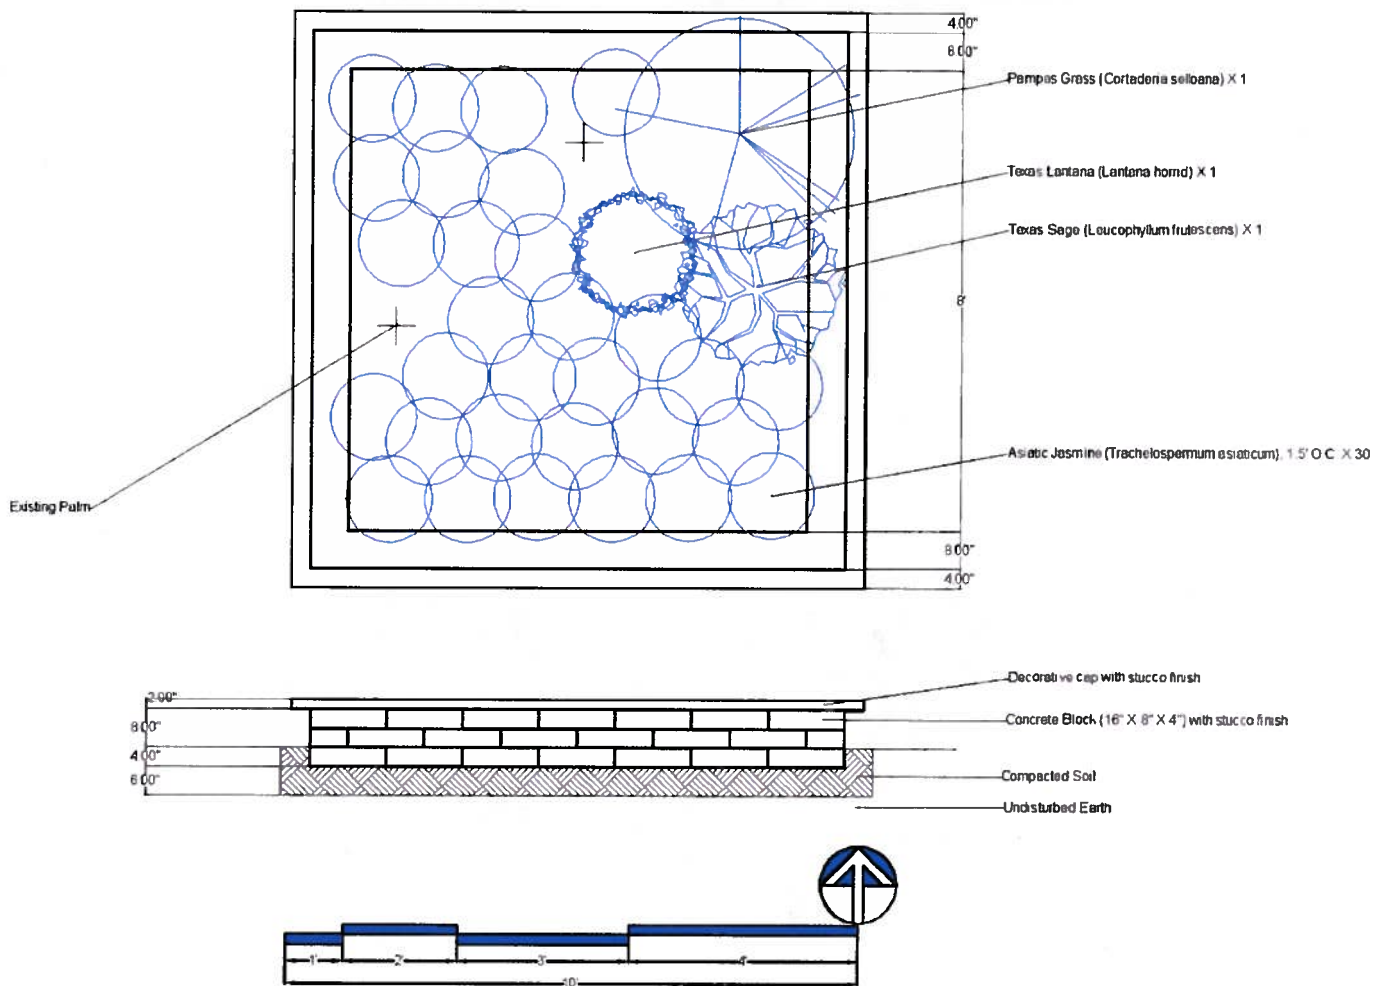 4.00"
8.00"
Pampas Grass (Cortaderia selloana) X 1
Texas Lantana (Lantana horrid) X 1
Texas Sage (Leucophyllum frutescens) X 1
8'
Asiatic Jasmine (Trachelospermum asiaticum), 1.5' O C X 30
Existing Palm
8.00"
4.00"
2.00"
8.00"
4.00"
6.00"
Decorative cap with stucco finish
Concrete Block (16" X 8" X 4") with stucco finish
Compacted Soil
Undisturbed Earth
1'
2'
3'
4'
10'